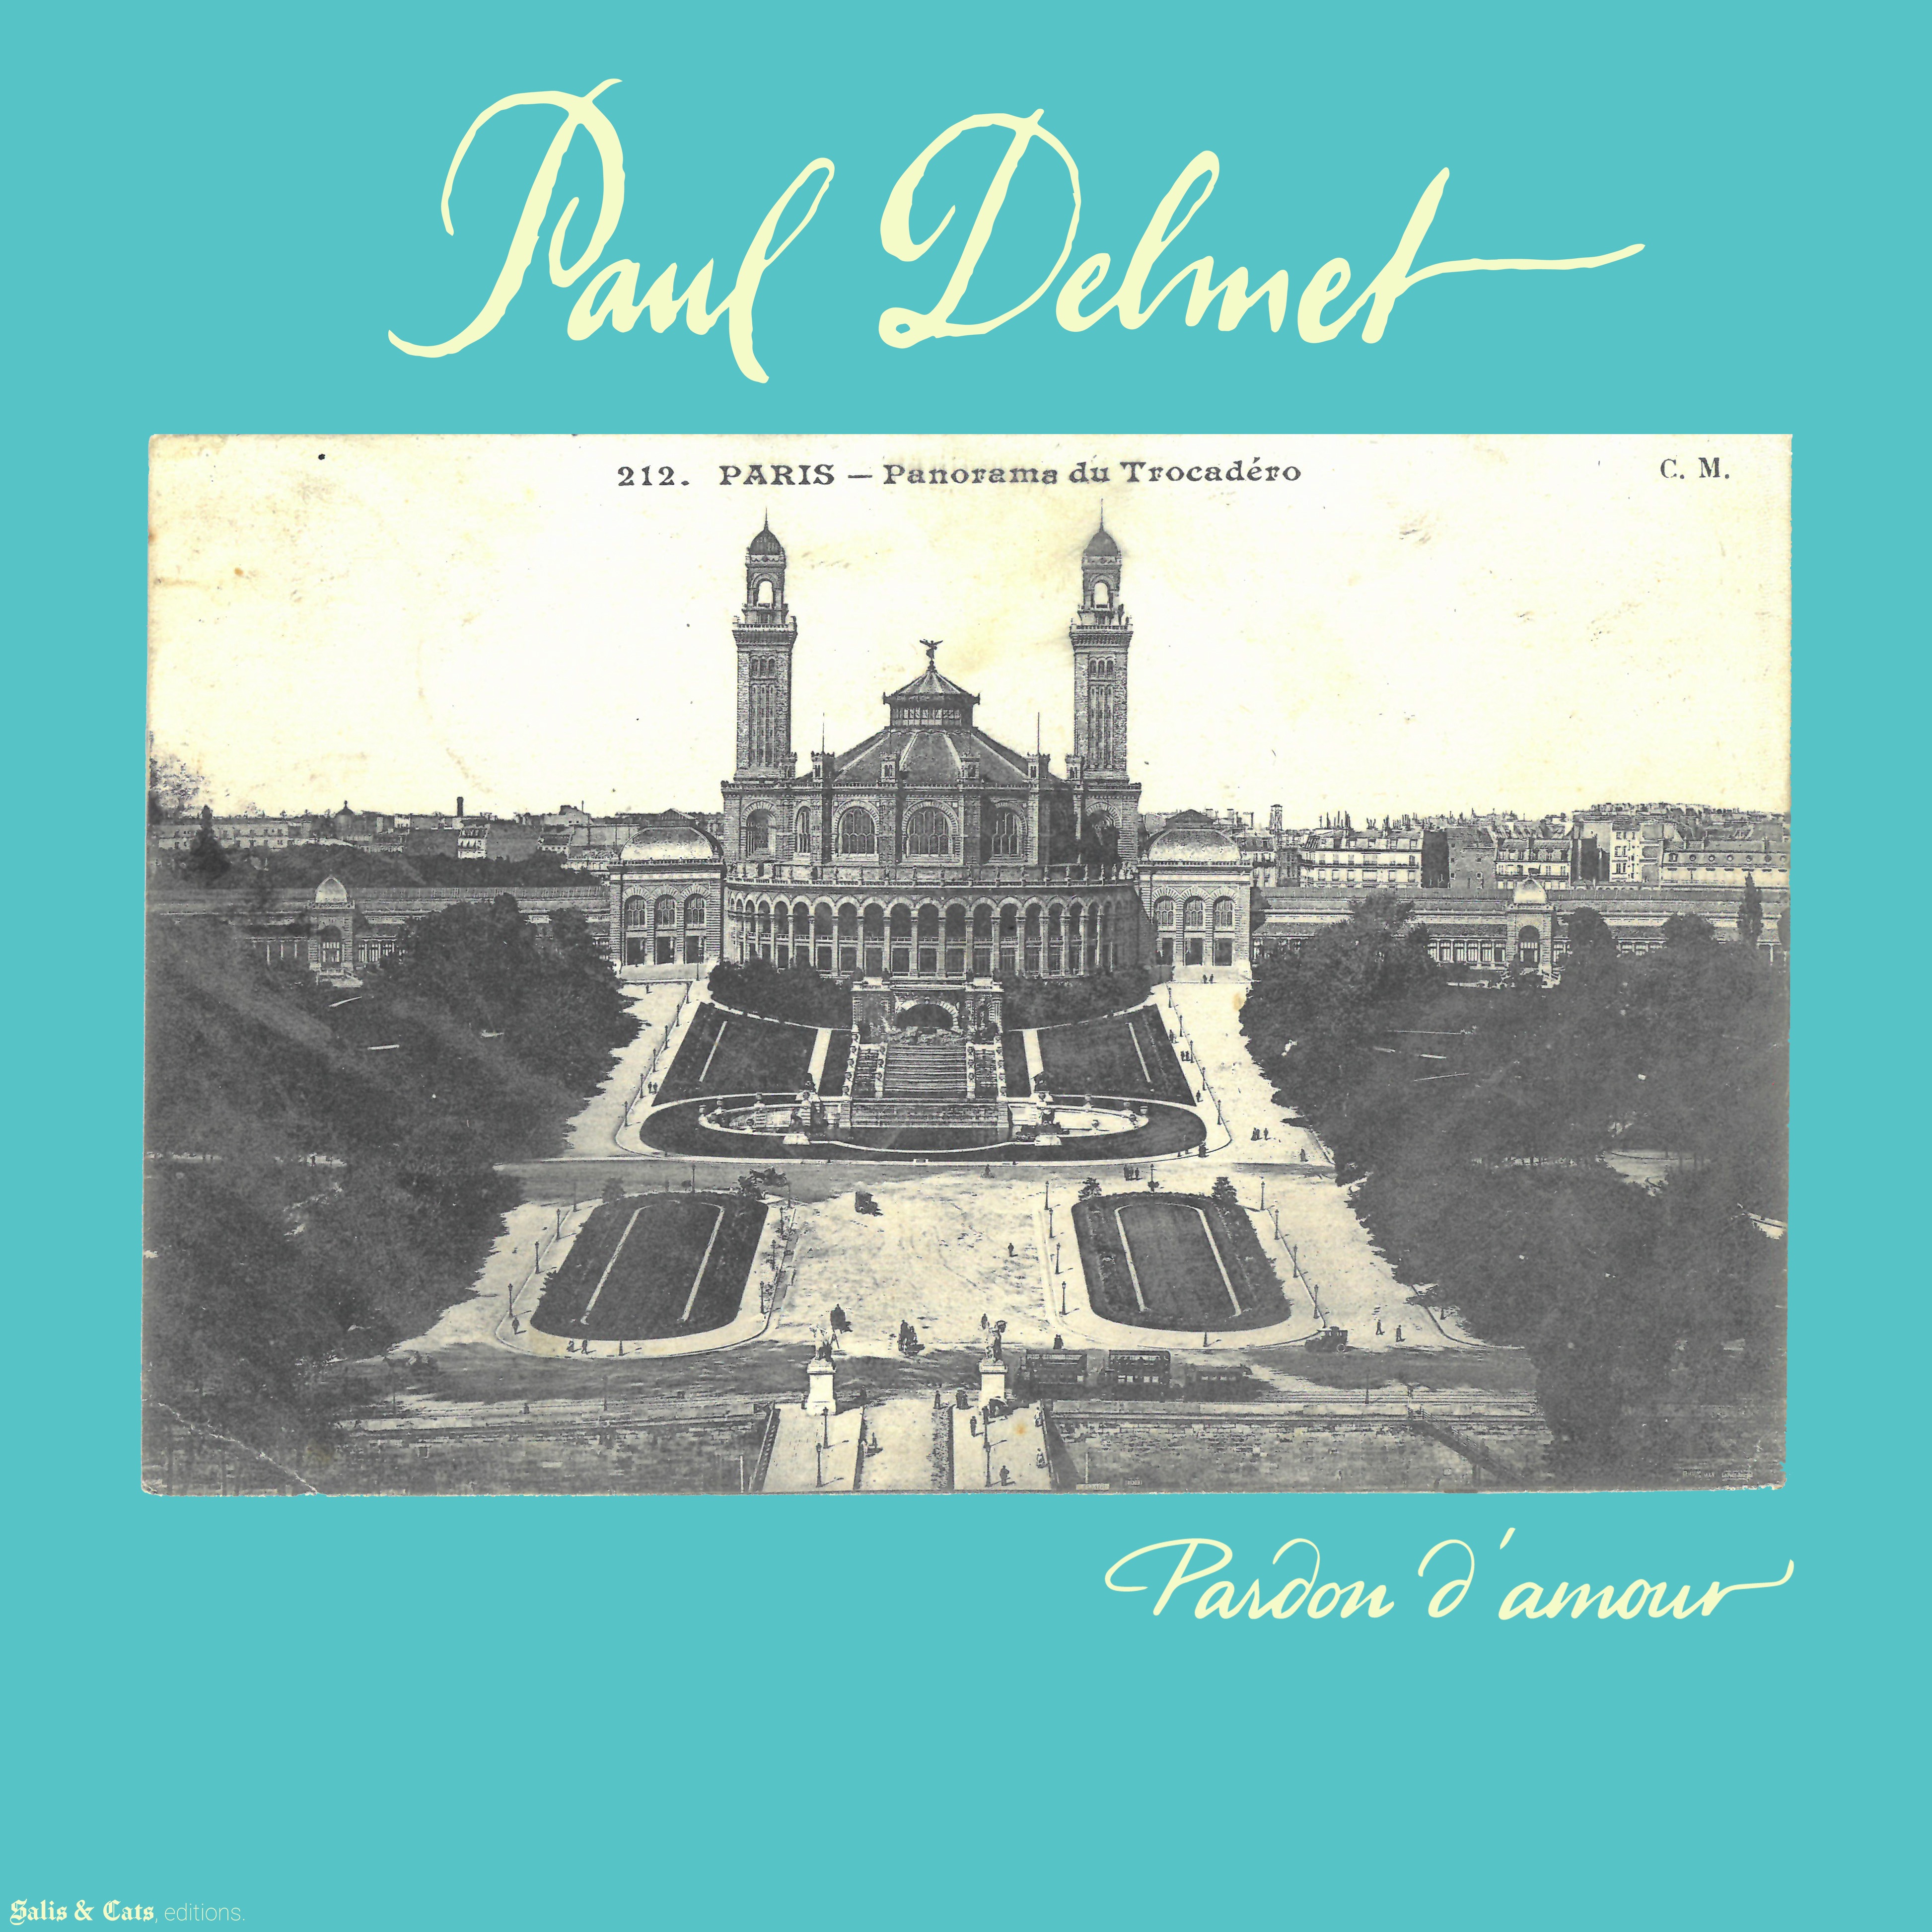 Paul Delmet
212. PARIS — Panorama du Trocadéro
C. M.
Pardon d'amour
Salis & Cats, editions.